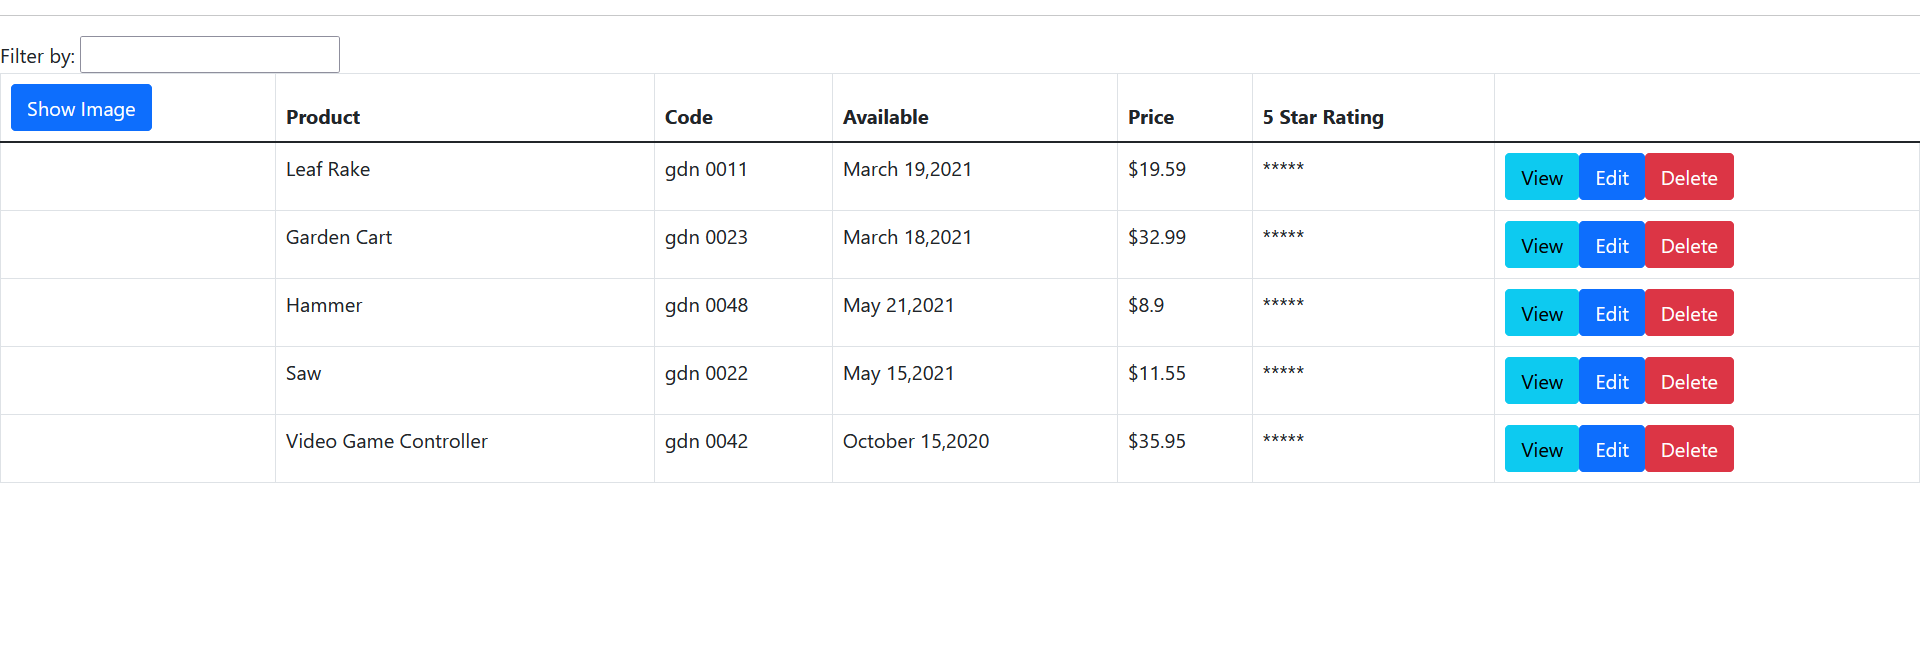 Filter by:
Show Image Product Code Available Price 5 Star Rating
Leaf Rake gdn 0011 March 19,2021 $19.59 ***** View Edit Delete
Garden Cart gdn 0023 March 18,2021 $32.99 ***** View Edit Delete
Hammer gdn 0048 May 21,2021 $8.9 ***** View Edit Delete
Saw gdn 0022 May 15,2021 $11.55 ***** View Edit Delete
Video Game Controller gdn 0042 October 15,2020 $35.95 ***** View Edit Delete